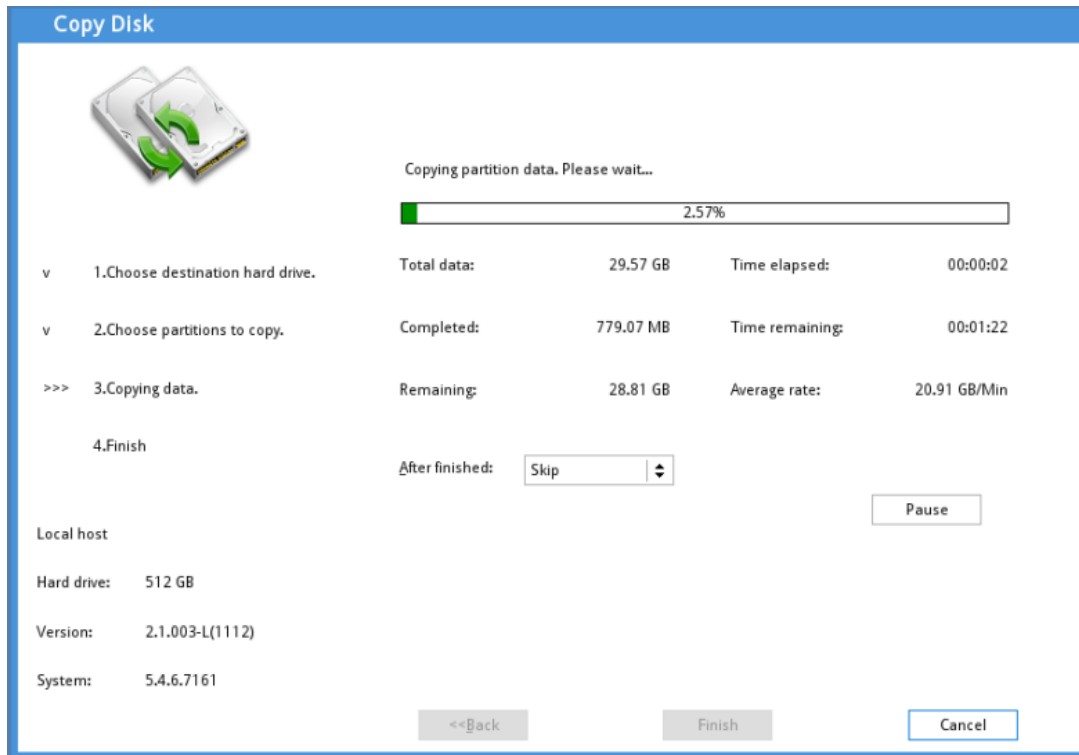 Copy Disk
Copying partition data. Please wait...
2.57%
v 1.Choose destination hard drive.
Total data: 29.57 GB Time elapsed: 00:00:02
v 2.Choose partitions to copy.
Completed: 779.07 MB Time remaining: 00:01:22
>>> 3.Copying data.
Remaining: 28.81 GB Average rate: 20.91 GB/Min
4.Finish
After finished: Skip
Pause
Local host
Hard drive: 512 GB
Version: 2.1.003-L(1112)
System: 5.4.6.7161
<<Back Finish Cancel